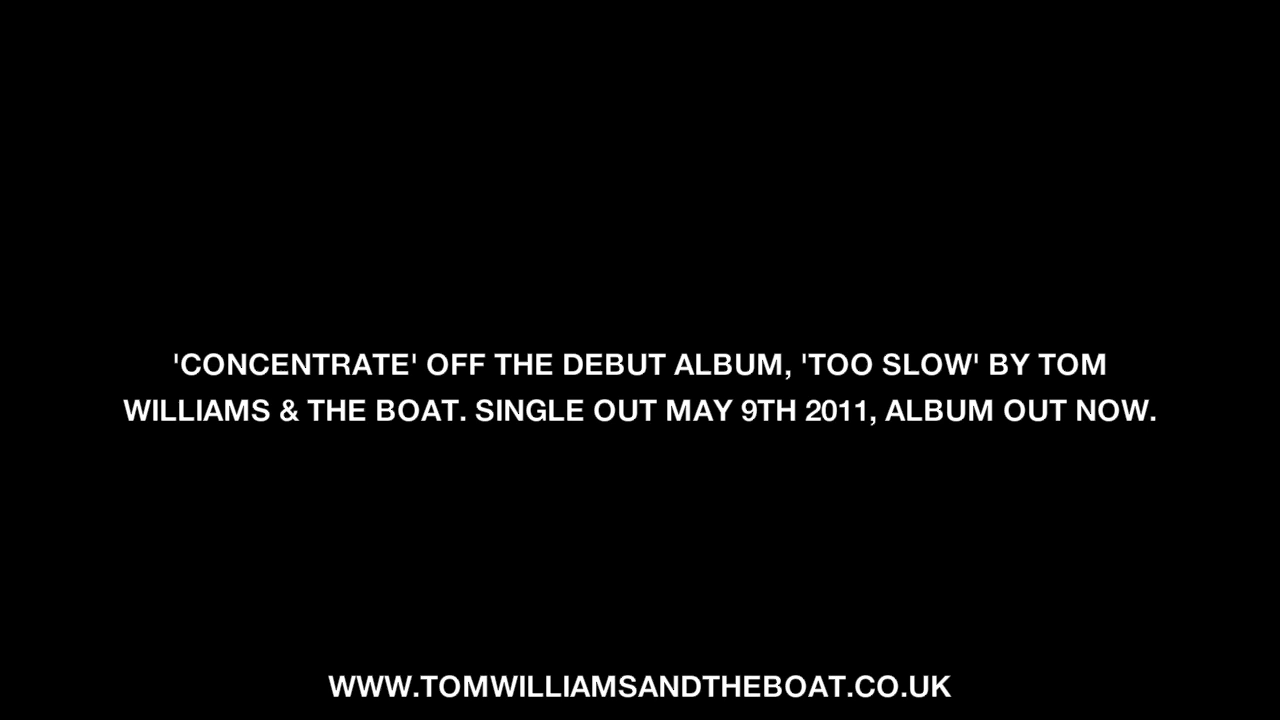 'CONCENTRATE' OFF THE DEBUT ALBUM, 'TOO SLOW' BY TOM
WILLIAMS & THE BOAT. SINGLE OUT MAY 9TH 2011, ALBUM OUT NOW.
WWW.TOMWILLIAMSANDTHEBOAT.CO.UK